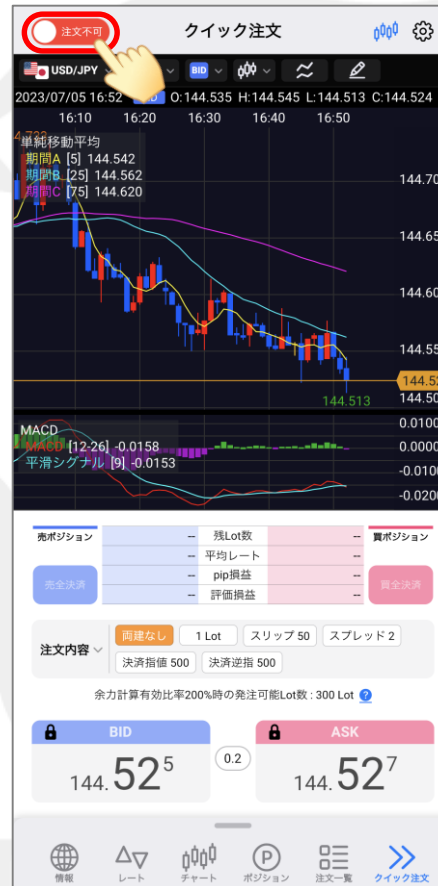 注文不可
クイック注文
USD/JPY
BID
2023/07/05 16:52 O:144.535 H:144.545 L:144.513 C:144.524
16:10 16:20 16:30 16:40 16:50
単純移動平均
期間A [5] 144.542
期間B [25] 144.562
期間C [75] 144.620
144.70
144.65
144.60
144.55
144.52
144.513
144.50
MACD
MACD [12-26] -0.0158
平滑シグナル [9] -0.0153
0.0100
0.0000
-0.0100
-0.0200
売ポジション -- 残Lot数 -- 買ポジション
-- 平均レート --
売全決済 -- pip損益 -- 買全決済
-- 評価損益 --
注文内容 両建なし 1 Lot スリップ 50 スプレッド 2
決済指値 500 決済逆指 500
余力計算有効比率200%時の発注可能Lot数 : 300 Lot ?
BID ASK
144.525 0.2 144.527
情報 レート チャート ポジション 注文一覧 クイック注文